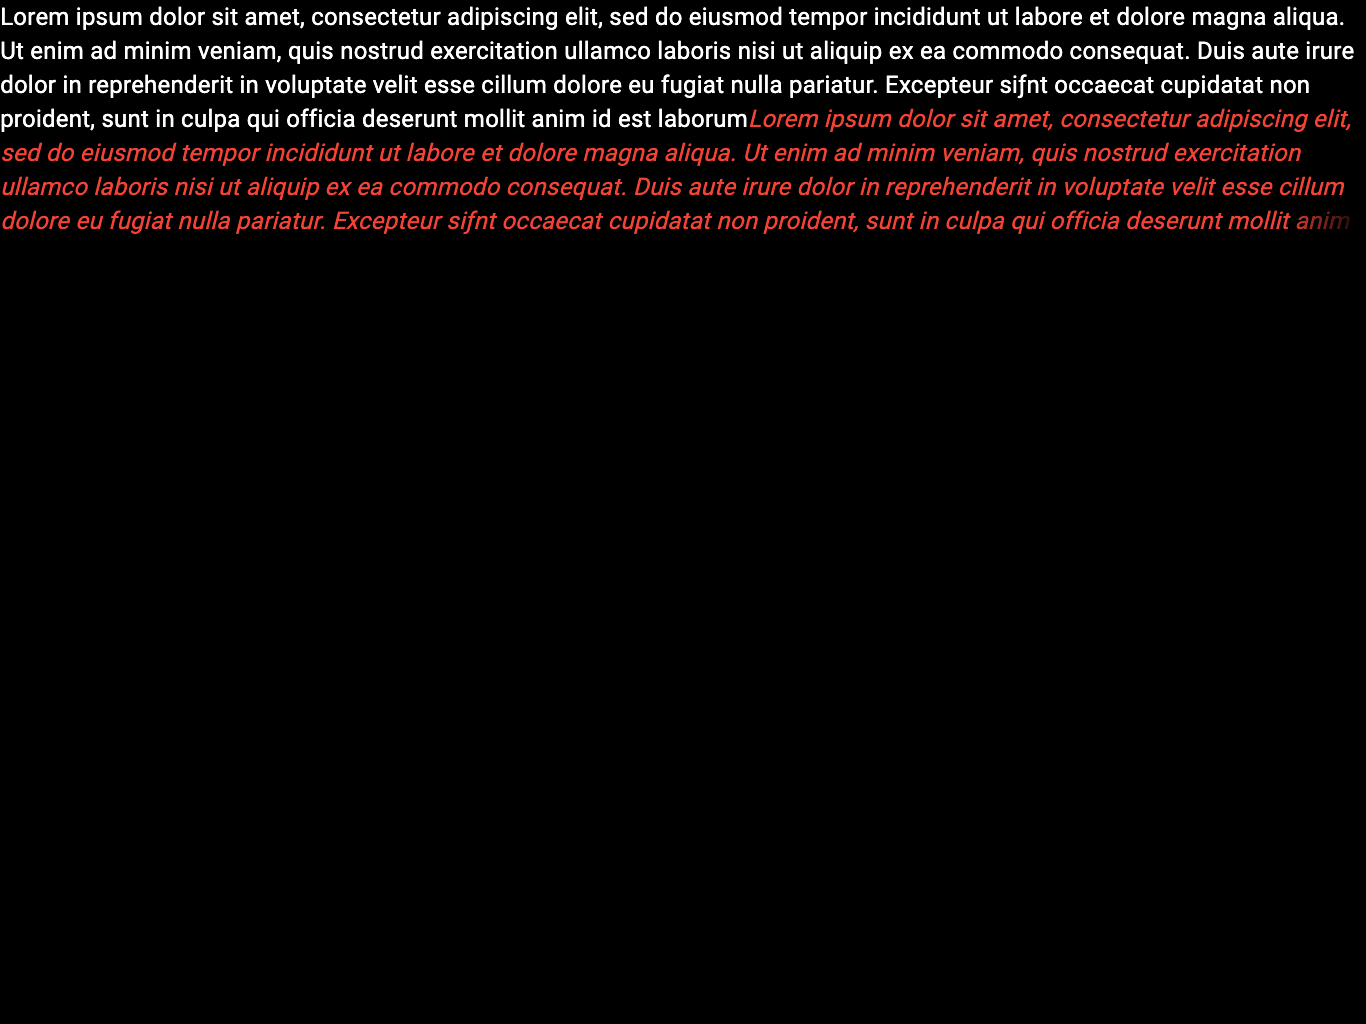 Lorem ipsum dolor sit amet, consectetur adipiscing elit, sed do eiusmod tempor incididunt ut labore et dolore magna aliqua.
Ut enim ad minim veniam, quis nostrud exercitation ullamco laboris nisi ut aliquip ex ea commodo consequat. Duis aute irure
dolor in reprehenderit in voluptate velit esse cillum dolore eu fugiat nulla pariatur. Excepteur siƒnt occaecat cupidatat non
proident, sunt in culpa qui officia deserunt mollit anim id est laborumLorem ipsum dolor sit amet, consectetur adipiscing elit,
sed do eiusmod tempor incididunt ut labore et dolore magna aliqua. Ut enim ad minim veniam, quis nostrud exercitation
ullamco laboris nisi ut aliquip ex ea commodo consequat. Duis aute irure dolor in reprehenderit in voluptate velit esse cillum
dolore eu fugiat nulla pariatur. Excepteur siƒnt occaecat cupidatat non proident, sunt in culpa qui officia deserunt mollit anim